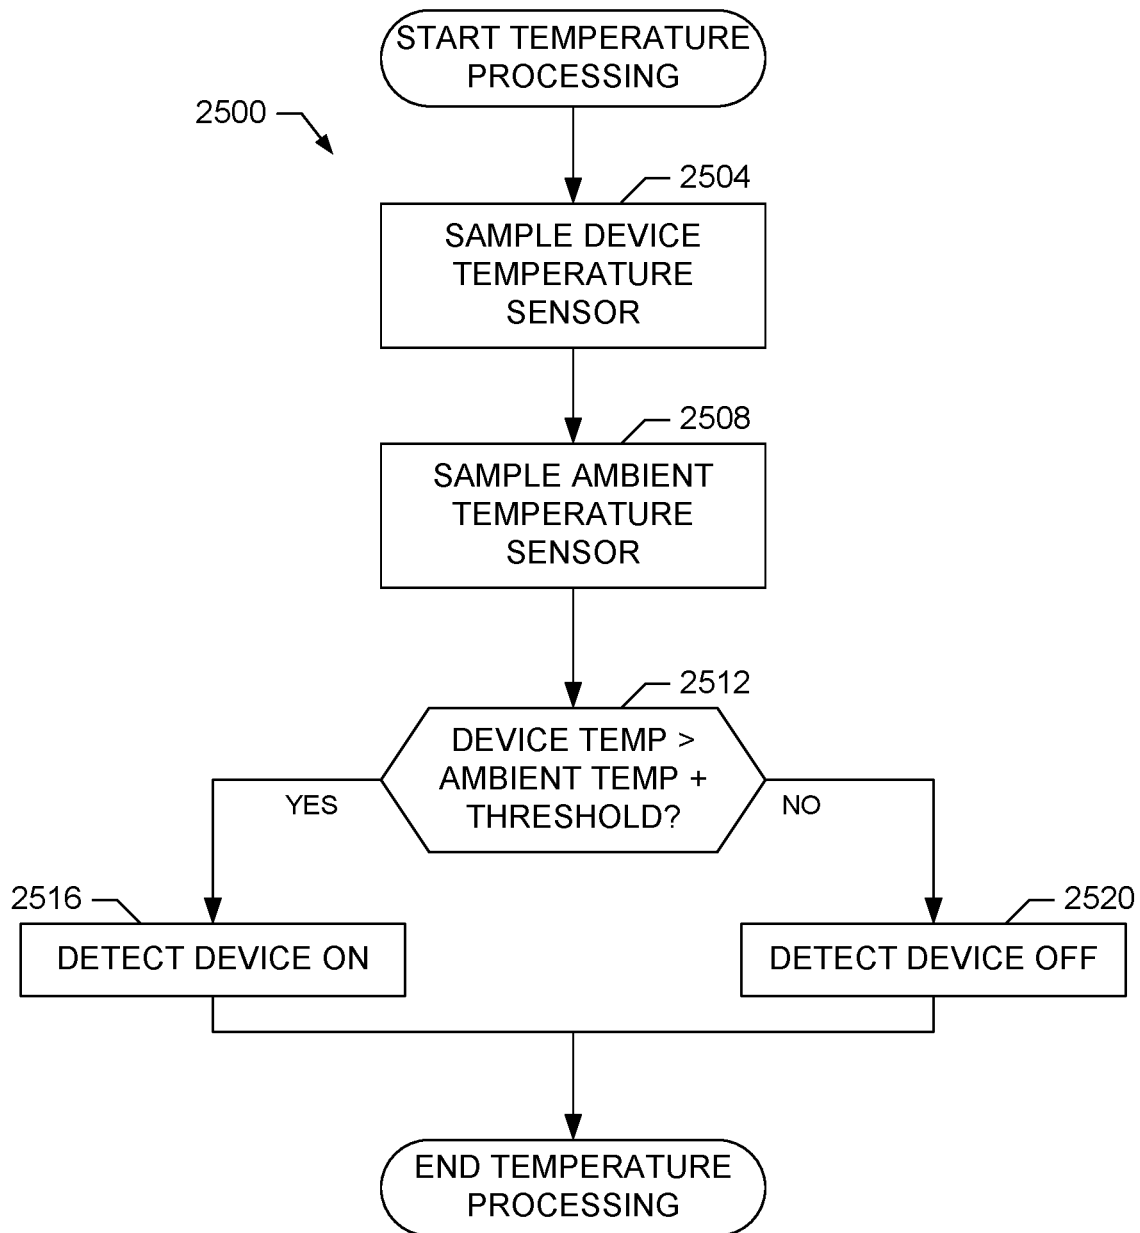 START TEMPERATURE
PROCESSING
2500
2504
SAMPLE DEVICE
TEMPERATURE
SENSOR
2508
SAMPLE AMBIENT
TEMPERATURE
SENSOR
2512
DEVICE TEMP >
AMBIENT TEMP +
THRESHOLD?
YES
NO
2516
DETECT DEVICE ON
2520
DETECT DEVICE OFF
END TEMPERATURE
PROCESSING